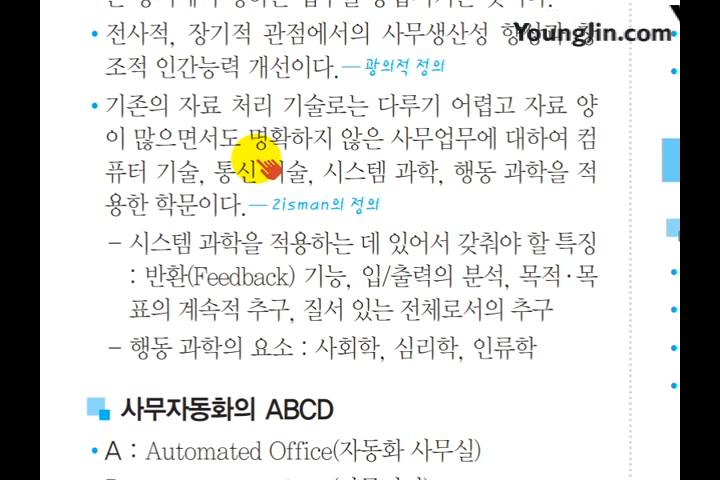 Younglin.com
• 전사적, 장기적 관점에서의 사무생산성
조적 인간능력 개선이다. ― 광의적 정의
• 기존의 자료 처리 기술로는 다루기 어렵고 자료 양
이 많으면서도 명확하지 않은 사무업무에 대하여 컴
퓨터 기술, 통신 기술, 시스템 과학, 행동 과학을 적
용한 학문이다. ― Zisman의 정의
– 시스템 과학을 적용하는 데 있어서 갖춰야 할 특징
: 반환(Feedback) 기능, 입/출력의 분석, 목적·목
표의 계속적 추구, 질서 있는 전체로서의 추구
– 행동 과학의 요소 : 사회학, 심리학, 인류학
사무자동화의 ABCD
• A : Automated Office(자동화 사무실)